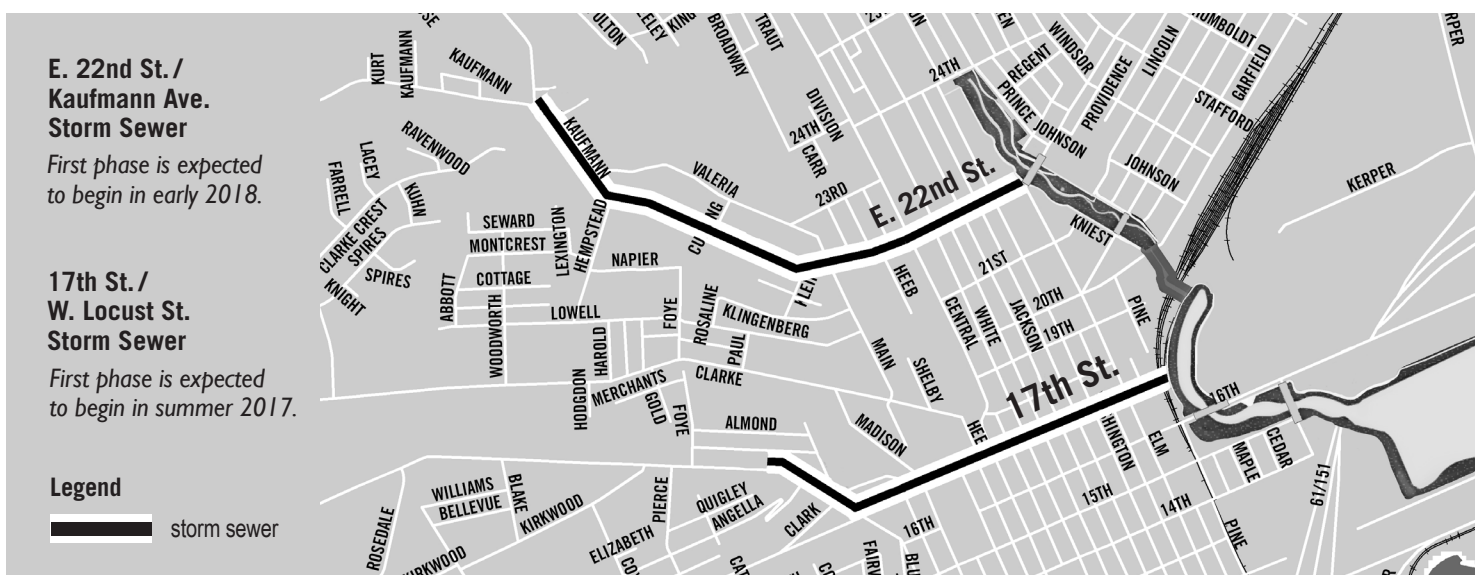 E. 22nd St. /
Kaufmann Ave.
Storm Sewer
First phase is expected
to begin in early 2018.
17th St. /
W. Locust St.
Storm Sewer
First phase is expected
to begin in summer 2017.
Legend
storm sewer
KURT
KAUFMANN
KAUFMANN
RAVENWOOD
LACEY
FARRELL
KUHN
CLARKE CREST
SPIRES
SPIRES
KNIGHT
KAUFMANN
VALERIA
SEWARD
MONTCREST
COTTAGE
LEXINGTON
HEMPSTEAD
NAPIER
ABBOTT
WOODWORTH
LOWELL
HAROLD
FOYE
ROSALINE
KLINGENBERG
PAUL
CLARKE
HODGDON
MERCHANTS
GOLD
FOYE
ALMOND
MADISON
WILLIAMS
BELLEVUE
BLAKE
KIRKWOOD
ROSEDALE
PIERCE
QUIGLEY
ANGELLA
ELIZABETH
CLARK
16TH
BROADWAY
TRAUT
DIVISION
24TH
CARR
23RD
E. 22nd St.
HEEB
21ST
CENTRAL
WHITE
JACKSON
20TH
19TH
PINE
MAIN
SHELBY
17th St.
ELM
15TH
14TH
MAPLE
CEDAR
16TH
PINE
61/151
24TH
PRINCE
REGENT
WINDSOR
JOHNSON
PROVIDENCE
LINCOLN
HUMBOLDT
GARFIELD
STAFFORD
JOHNSON
KNIEST
KERPER